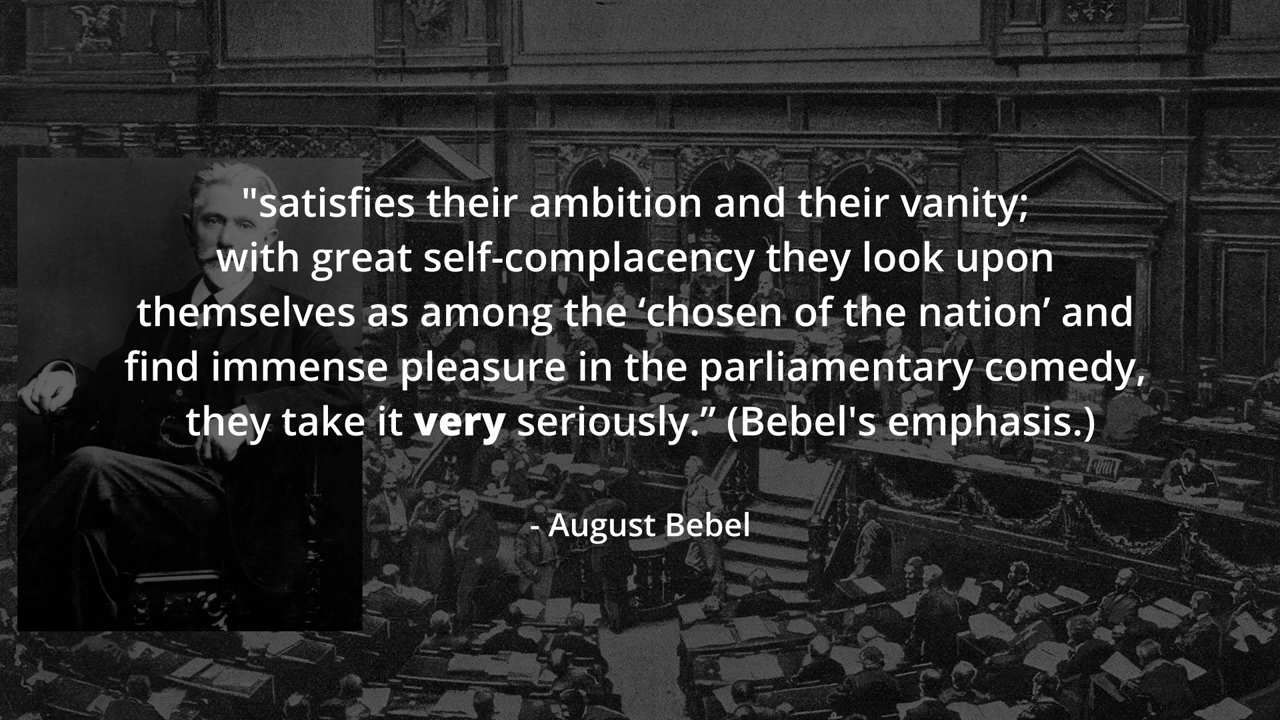 "satisfies their ambition and their vanity;
with great self-complacency they look upon
themselves as among the ‘chosen of the nation’ and
find immense pleasure in the parliamentary comedy,
they take it very seriously.” (Bebel's emphasis.)
- August Bebel